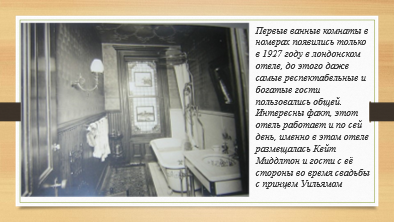 Первые ванные комнаты в
номерах появились только
в 1927 году в лондонском
отеле, до этого даже
самые респектабельные и
богатые гости
пользовались общей.
Интересны факт, этот
отель работает и по сей
день, именно в этом отеле
размещалась Кейт
Миддлтон и гости с её
стороны во время свадьбы
с принцем Уильямом